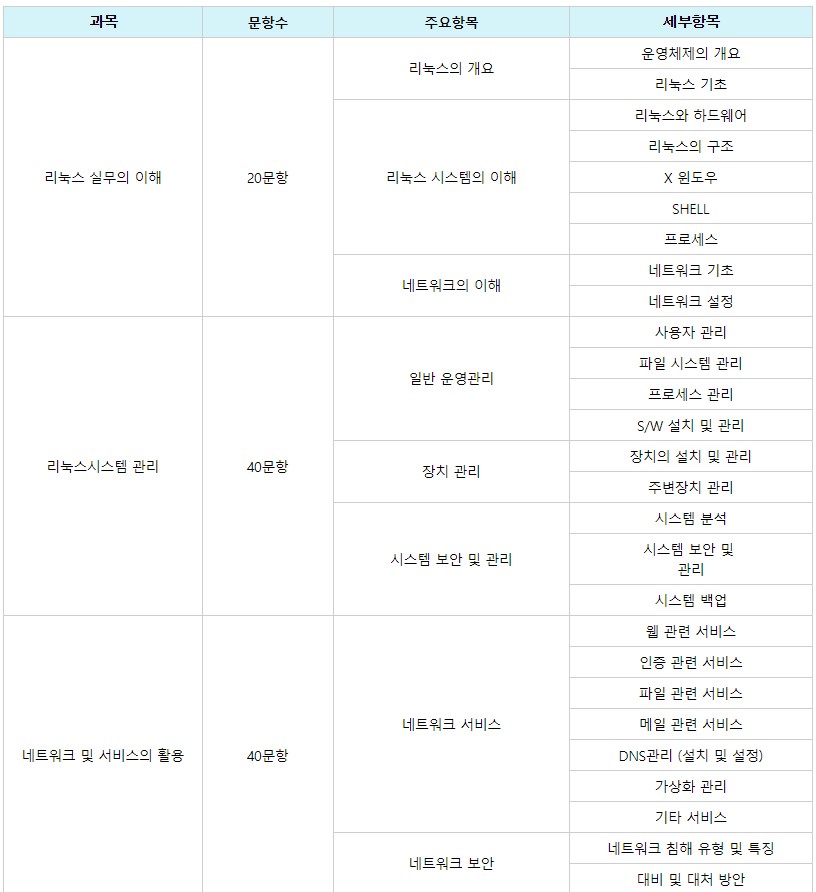 과목 문항수 주요항목 세부항목
운영체제의 개요
리눅스의 개요
리눅스 기초
리눅스와 하드웨어
리눅스의 구조
리눅스 실무의 이해 20문항 리눅스 시스템의 이해 X 윈도우
SHELL
프로세스
네트워크 기초
네트워크의 이해
네트워크 설정
사용자 관리
파일 시스템 관리
일반 운영관리
프로세스 관리
S/W 설치 및 관리
장치의 설치 및 관리
리눅스시스템 관리 40문항 장치 관리
주변장치 관리
시스템 분석
시스템 보안 및
시스템 보안 및 관리
관리
시스템 백업
웹 관련 서비스
인증 관련 서비스
파일 관련 서비스
네트워크 서비스 메일 관련 서비스
네트워크 및 서비스의 활용 40문항 DNS관리 (설치 및 설정)
가상화 관리
기타 서비스
네트워크 침해 유형 및 특징
네트워크 보안
대비 및 대처 방안